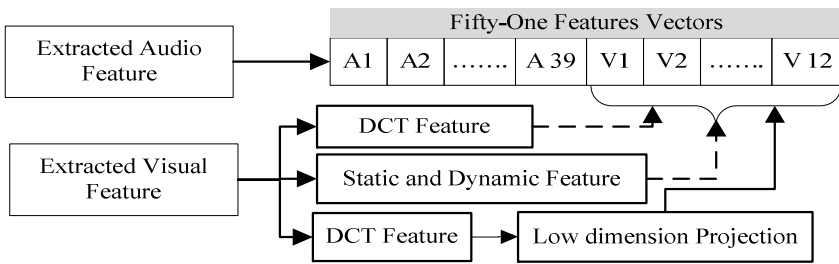 Fifty-One Features Vectors
Extracted Audio
Feature
A1 A2 ....... A 39 V1 V2 ....... V 12
DCT Feature
Extracted Visual
Feature
Static and Dynamic Feature
DCT Feature
Low dimension Projection